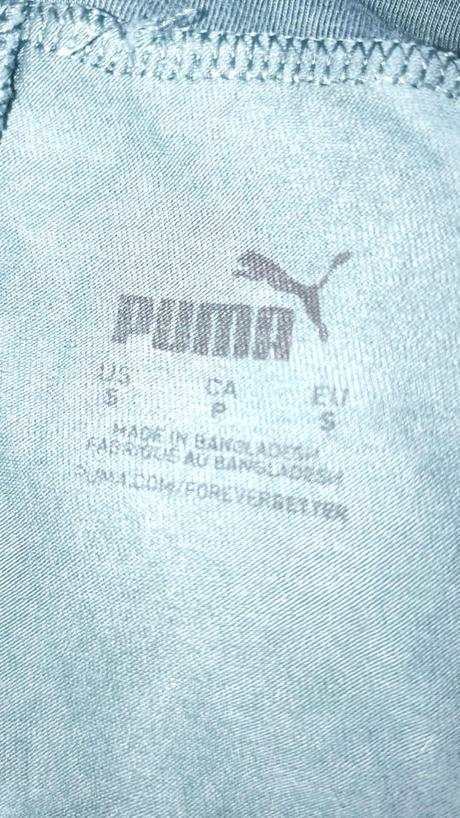 PUMA
US CA EU
S P S
MADE IN BANGLADESH
FABRIQUÉ AU BANGLADESH
PUMA.COM/FOREVERBETTER